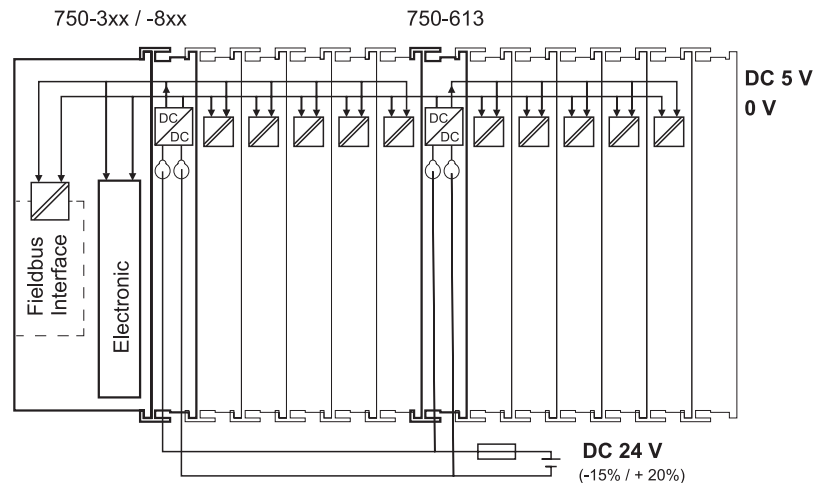 750-3xx / -8xx
750-613
DC 5 V
0 V
DC
DC
DC
DC
Fieldbus
Interface
Electronic
DC 24 V
(-15% / + 20%)